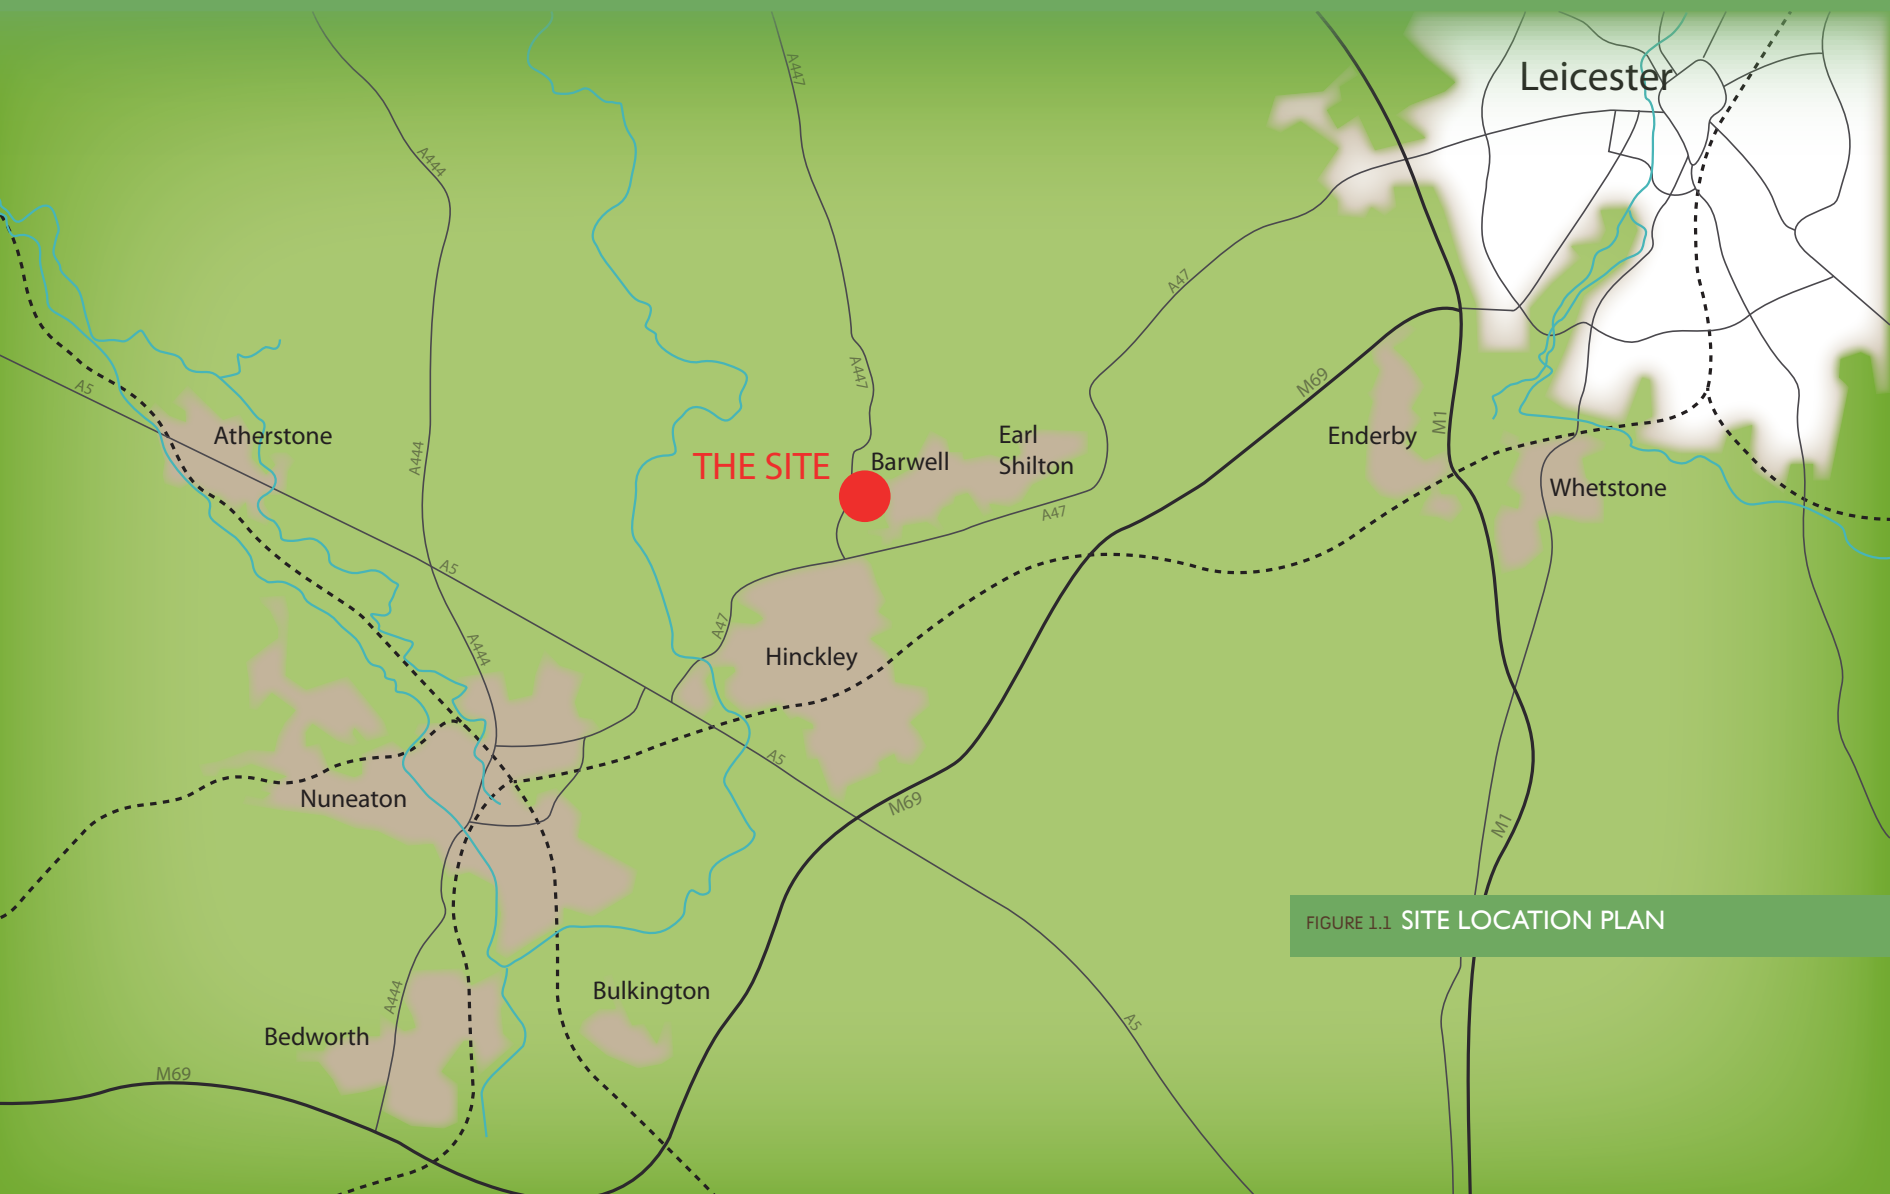 A447
Leicester
A444
A47
A447
M69
A5
Atherstone
Earl
Shilton
Enderby
M1
A444
THE SITE
Barwell
Whetstone
A47
A5
A47
A444
Hinckley
A5
Nuneaton
M69
M1
FIGURE 1.1 SITE LOCATION PLAN
A444
Bulkington
A5
Bedworth
M69